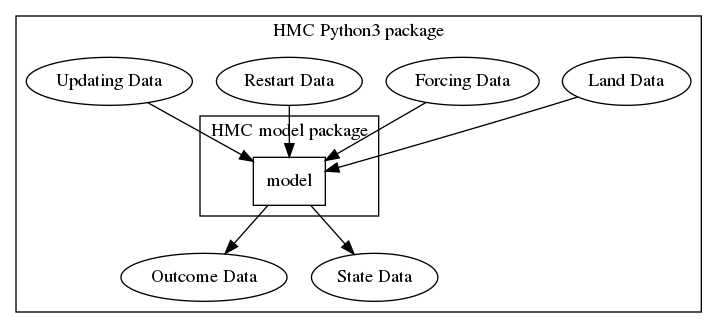 HMC Python3 package
Updating Data
Restart Data
Forcing Data
Land Data
HMC model package
model
Outcome Data
State Data